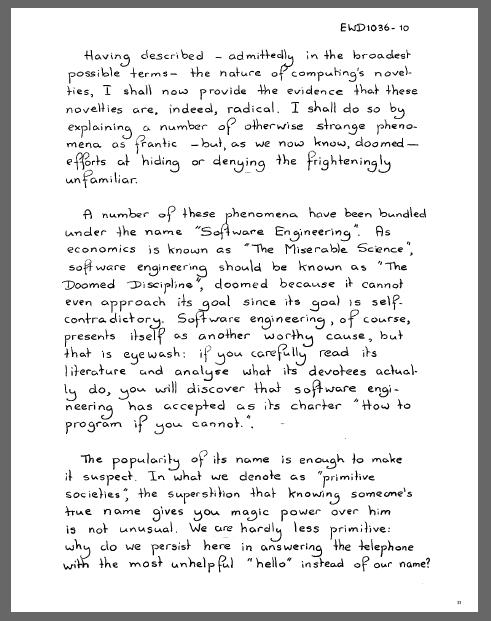 EWD1036-10
Having described – admittedly in the broadest
possible terms – the nature of computing's novel-
ties, I shall now provide the evidence that these
novelties are, indeed, radical. I shall do so by
explaining a number of otherwise strange pheno-
mena as frantic – but, as we now know, doomed –
efforts at hiding or denying the frighteningly
unfamiliar.
A number of these phenomena have been bundled
under the name "Software Engineering". As
economics is known as "The Miserable Science",
software engineering should be known as "The
Doomed Discipline", doomed because it cannot
even approach its goal since its goal is self-
contradictory. Software engineering, of course,
presents itself as another worthy cause, but
that is eyewash: if you carefully read its
literature and analyse what its devotees actual-
ly do, you will discover that software engi-
neering has accepted as its charter "How to
program if you cannot.".
The popularity of its name is enough to make
it suspect. In what we denote as "primitive
societies", the superstition that knowing someone's
true name gives you magic power over him
is not unusual. We are hardly less primitive:
why do we persist here in answering the telephone
with the most unhelpful "hello" instead of our name?